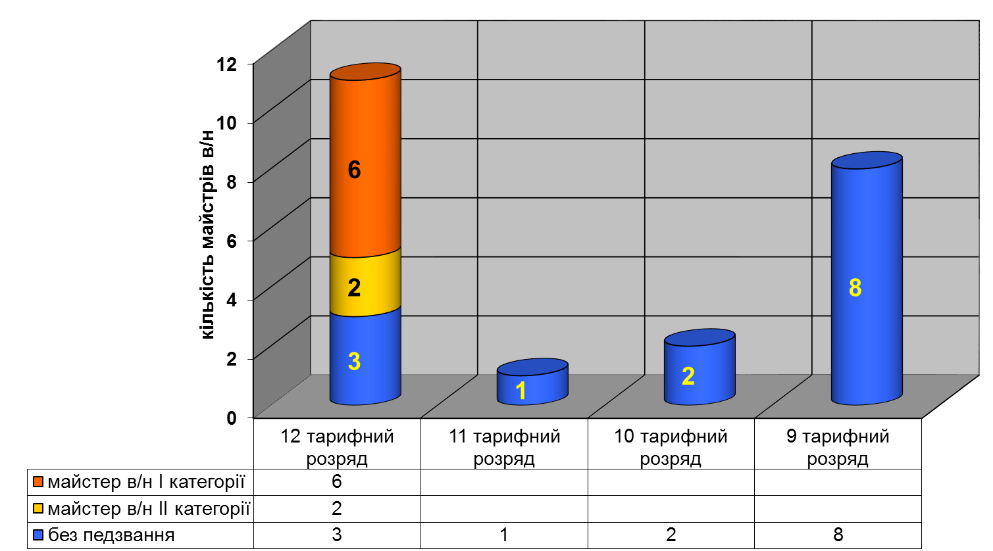 кількість майстрів в/н
12
10
8
6
4
2
0
6
2
3
1
2
8
12 тарифний розряд
11 тарифний розряд
10 тарифний розряд
9 тарифний розряд
майстер в/н І категорії 6
майстер в/н ІІ категорії 2
без педзвання 3 1 2 8